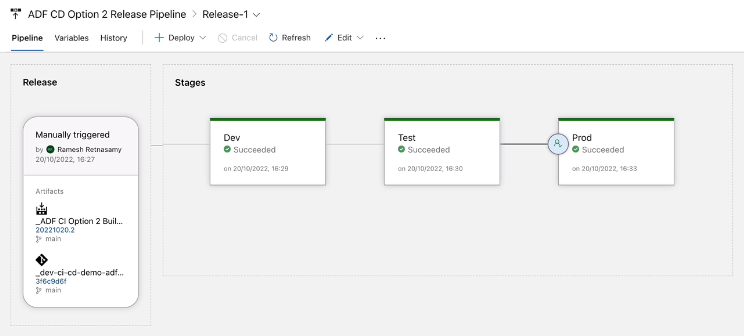 ADF CD Option 2 Release Pipeline > Release-1
Pipeline Variables History + Deploy Cancel Refresh Edit ...
Release
Stages
Manually triggered
by Ramesh Retnasamy
20/10/2022, 16:27
Artifacts
_ADF CI Option 2 Buil...
20221020.2
main
_dev-ci-cd-demo-adf...
3f6c9d6f
main
Dev
Succeeded
on 20/10/2022, 16:29
Test
Succeeded
on 20/10/2022, 16:30
Prod
Succeeded
on 20/10/2022, 16:33